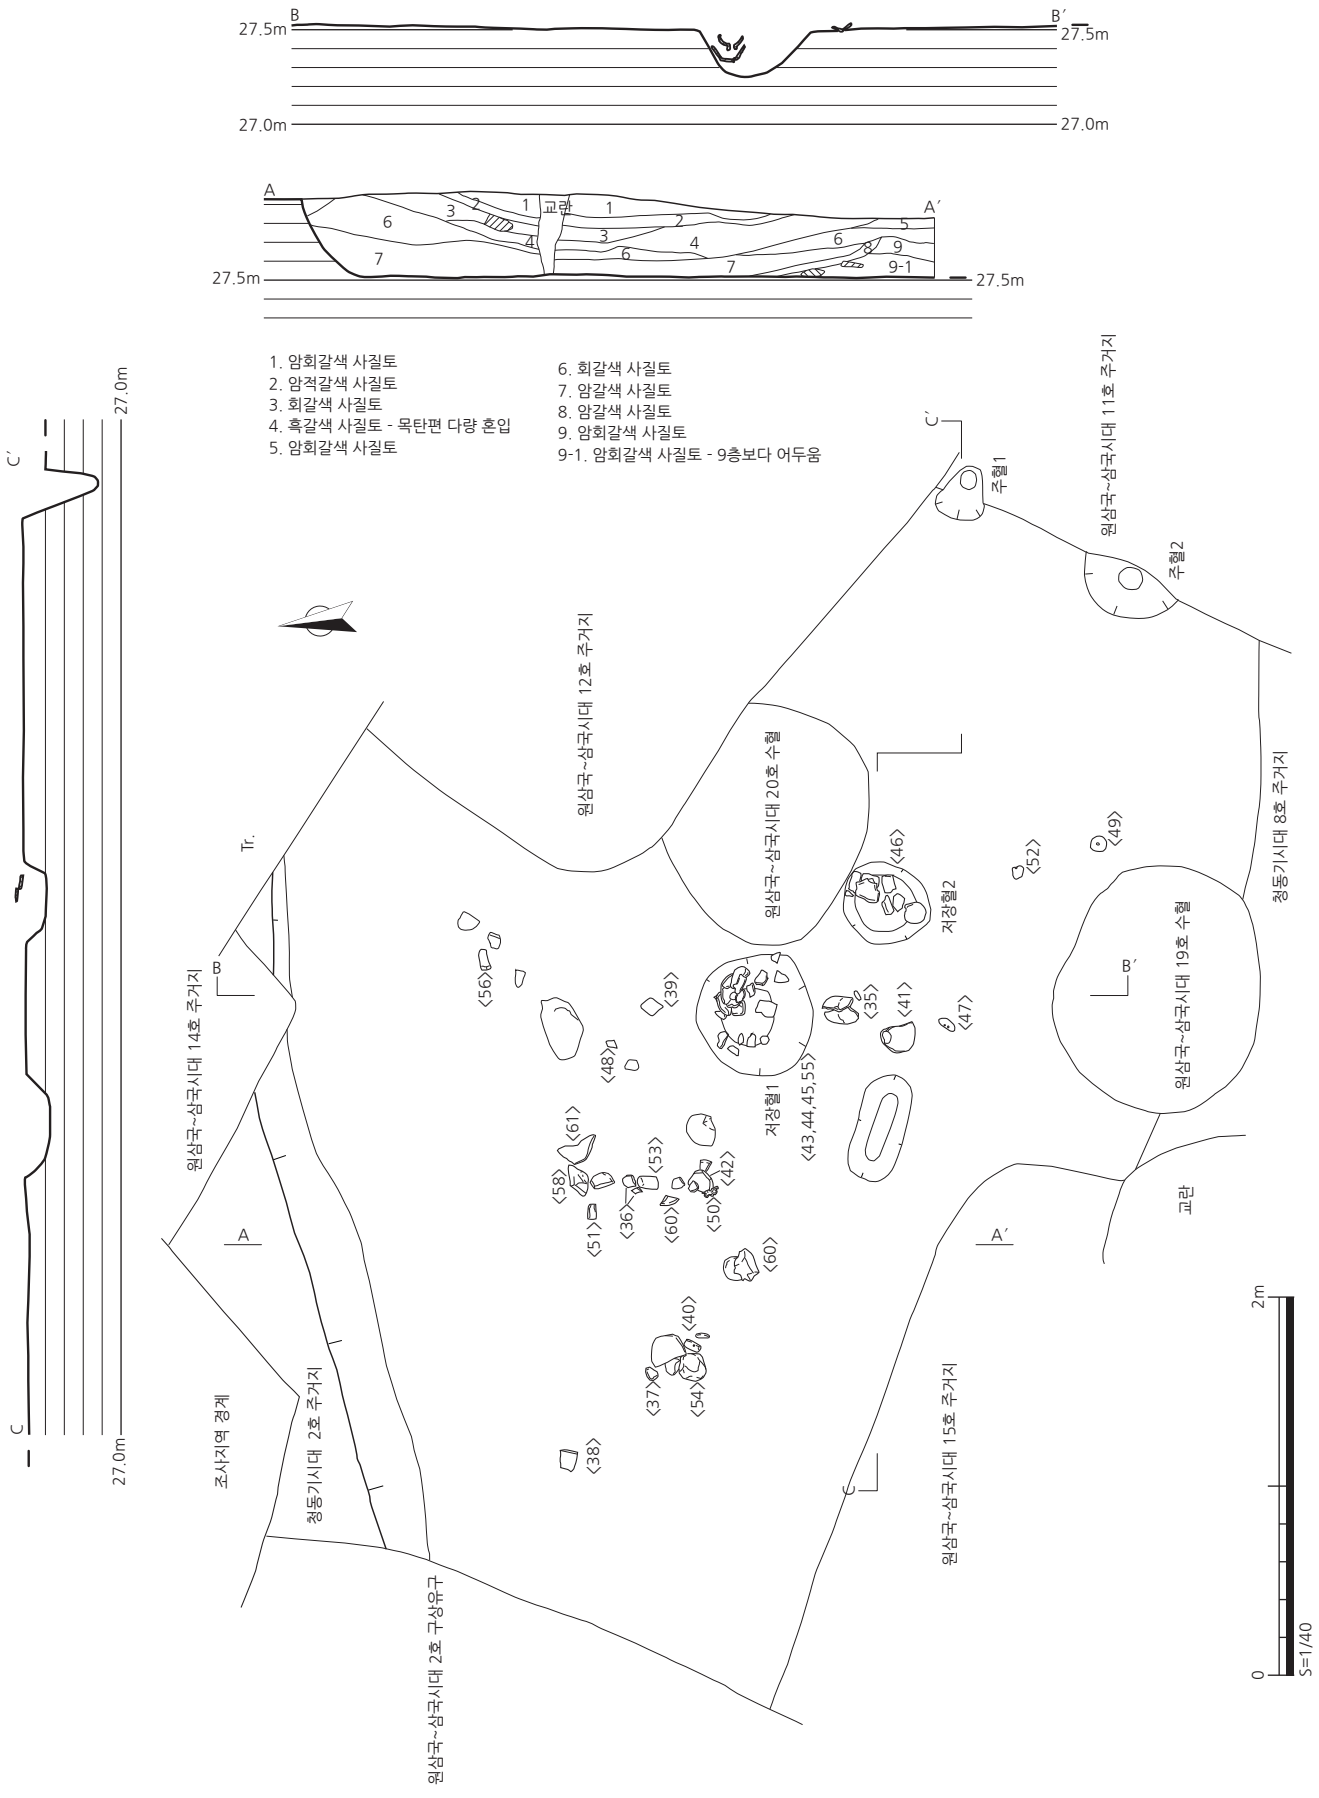 B
B′
27.5m
27.5m
27.0m
27.0m
A
A′
1
교란
1
2
2
3
3
4
4
5
6
6
6
7
7
8
9
9-1
27.5m
27.5m
1. 암회갈색 사질토
2. 암적갈색 사질토
3. 회갈색 사질토
4. 흑갈색 사질토 - 목탄편 다량 혼입
5. 암회갈색 사질토
6. 회갈색 사질토
7. 암갈색 사질토
8. 암갈색 사질토
9. 암회갈색 사질토
9-1. 암회갈색 사질토 - 9층보다 어두움
27.0m
C′
C
27.0m
C′
주혈1
원삼국~삼국시대 11호 주거지
주혈2
원삼국~삼국시대 12호 주거지
원삼국~삼국시대 20호 수혈
청동기시대 8호 주거지
Tr.
<46>
저장혈2
<52>
<49>
원삼국~삼국시대 19호 수혈
B
B′
원삼국~삼국시대 14호 주거지
<56>
<39>
<35>
<41>
<47>
<48>
저장혈1
<43,44,45,55>
<61>
<58>
<53>
<42>
<51>
<36>
<60>
<50>
교란
A
A′
<60>
<40>
<37>
<54>
<38>
C
조사지역 경계
청동기시대 2호 주거지
원삼국~삼국시대 15호 주거지
원삼국~삼국시대 2호 구상유구
2m
0
S=1/40